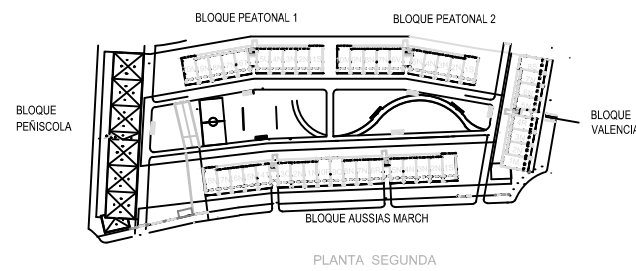 BLOQUE PEATONAL 1
BLOQUE PEATONAL 2
BLOQUE
PEÑISCOLA
BLOQUE
VALENCIA
BLOQUE AUSSIAS MARCH
PLANTA SEGUNDA